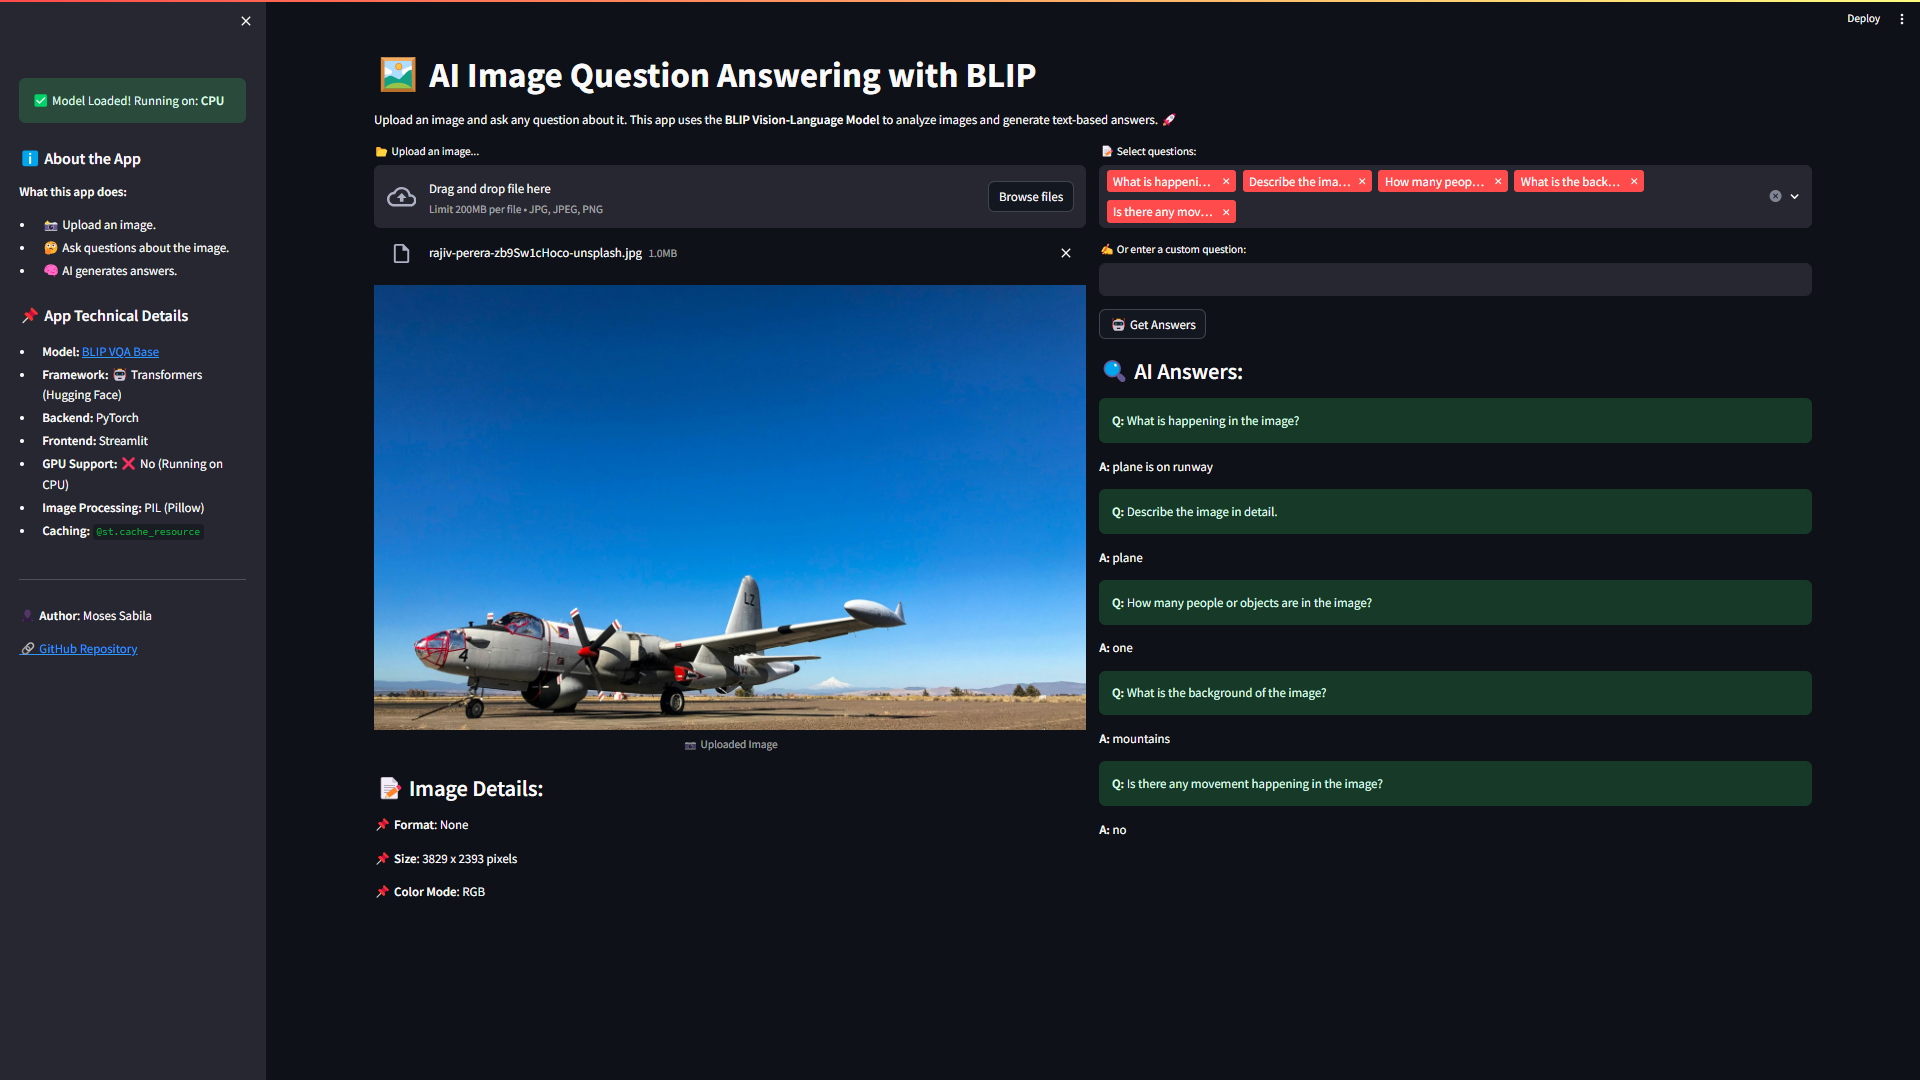 Deploy
✅ Model Loaded! Running on: CPU
ℹ️ About the App
What this app does:
• 📸 Upload an image.
• 🤔 Ask questions about the image.
• 🧠 AI generates answers.
📌 App Technical Details
• Model: BLIP VQA Base
• Framework: 🤖 Transformers
(Hugging Face)
• Backend: PyTorch
• Frontend: Streamlit
• GPU Support: ❌ No (Running on
CPU)
• Image Processing: PIL (Pillow)
• Caching: @st.cache_resource
👤 Author: Moses Sabila
🔗 GitHub Repository
🖼️ AI Image Question Answering with BLIP
Upload an image and ask any question about it. This app uses the BLIP Vision-Language Model to analyze images and generate text-based answers. 🚀
📂 Upload an image...
Drag and drop file here
Limit 200MB per file • JPG, JPEG, PNG
Browse files
rajiv-perera-zb9Sw1cHoco-unsplash.jpg 1.0MB
LZ
4
📸 Uploaded Image
📝 Image Details:
📌 Format: None
📌 Size: 3829 x 2393 pixels
📌 Color Mode: RGB
📝 Select questions:
What is happeni... Describe the ima... How many peop... What is the back...
Is there any mov...
✍️ Or enter a custom question:
🤖 Get Answers
🔍 AI Answers:
Q: What is happening in the image?
A: plane is on runway
Q: Describe the image in detail.
A: plane
Q: How many people or objects are in the image?
A: one
Q: What is the background of the image?
A: mountains
Q: Is there any movement happening in the image?
A: no